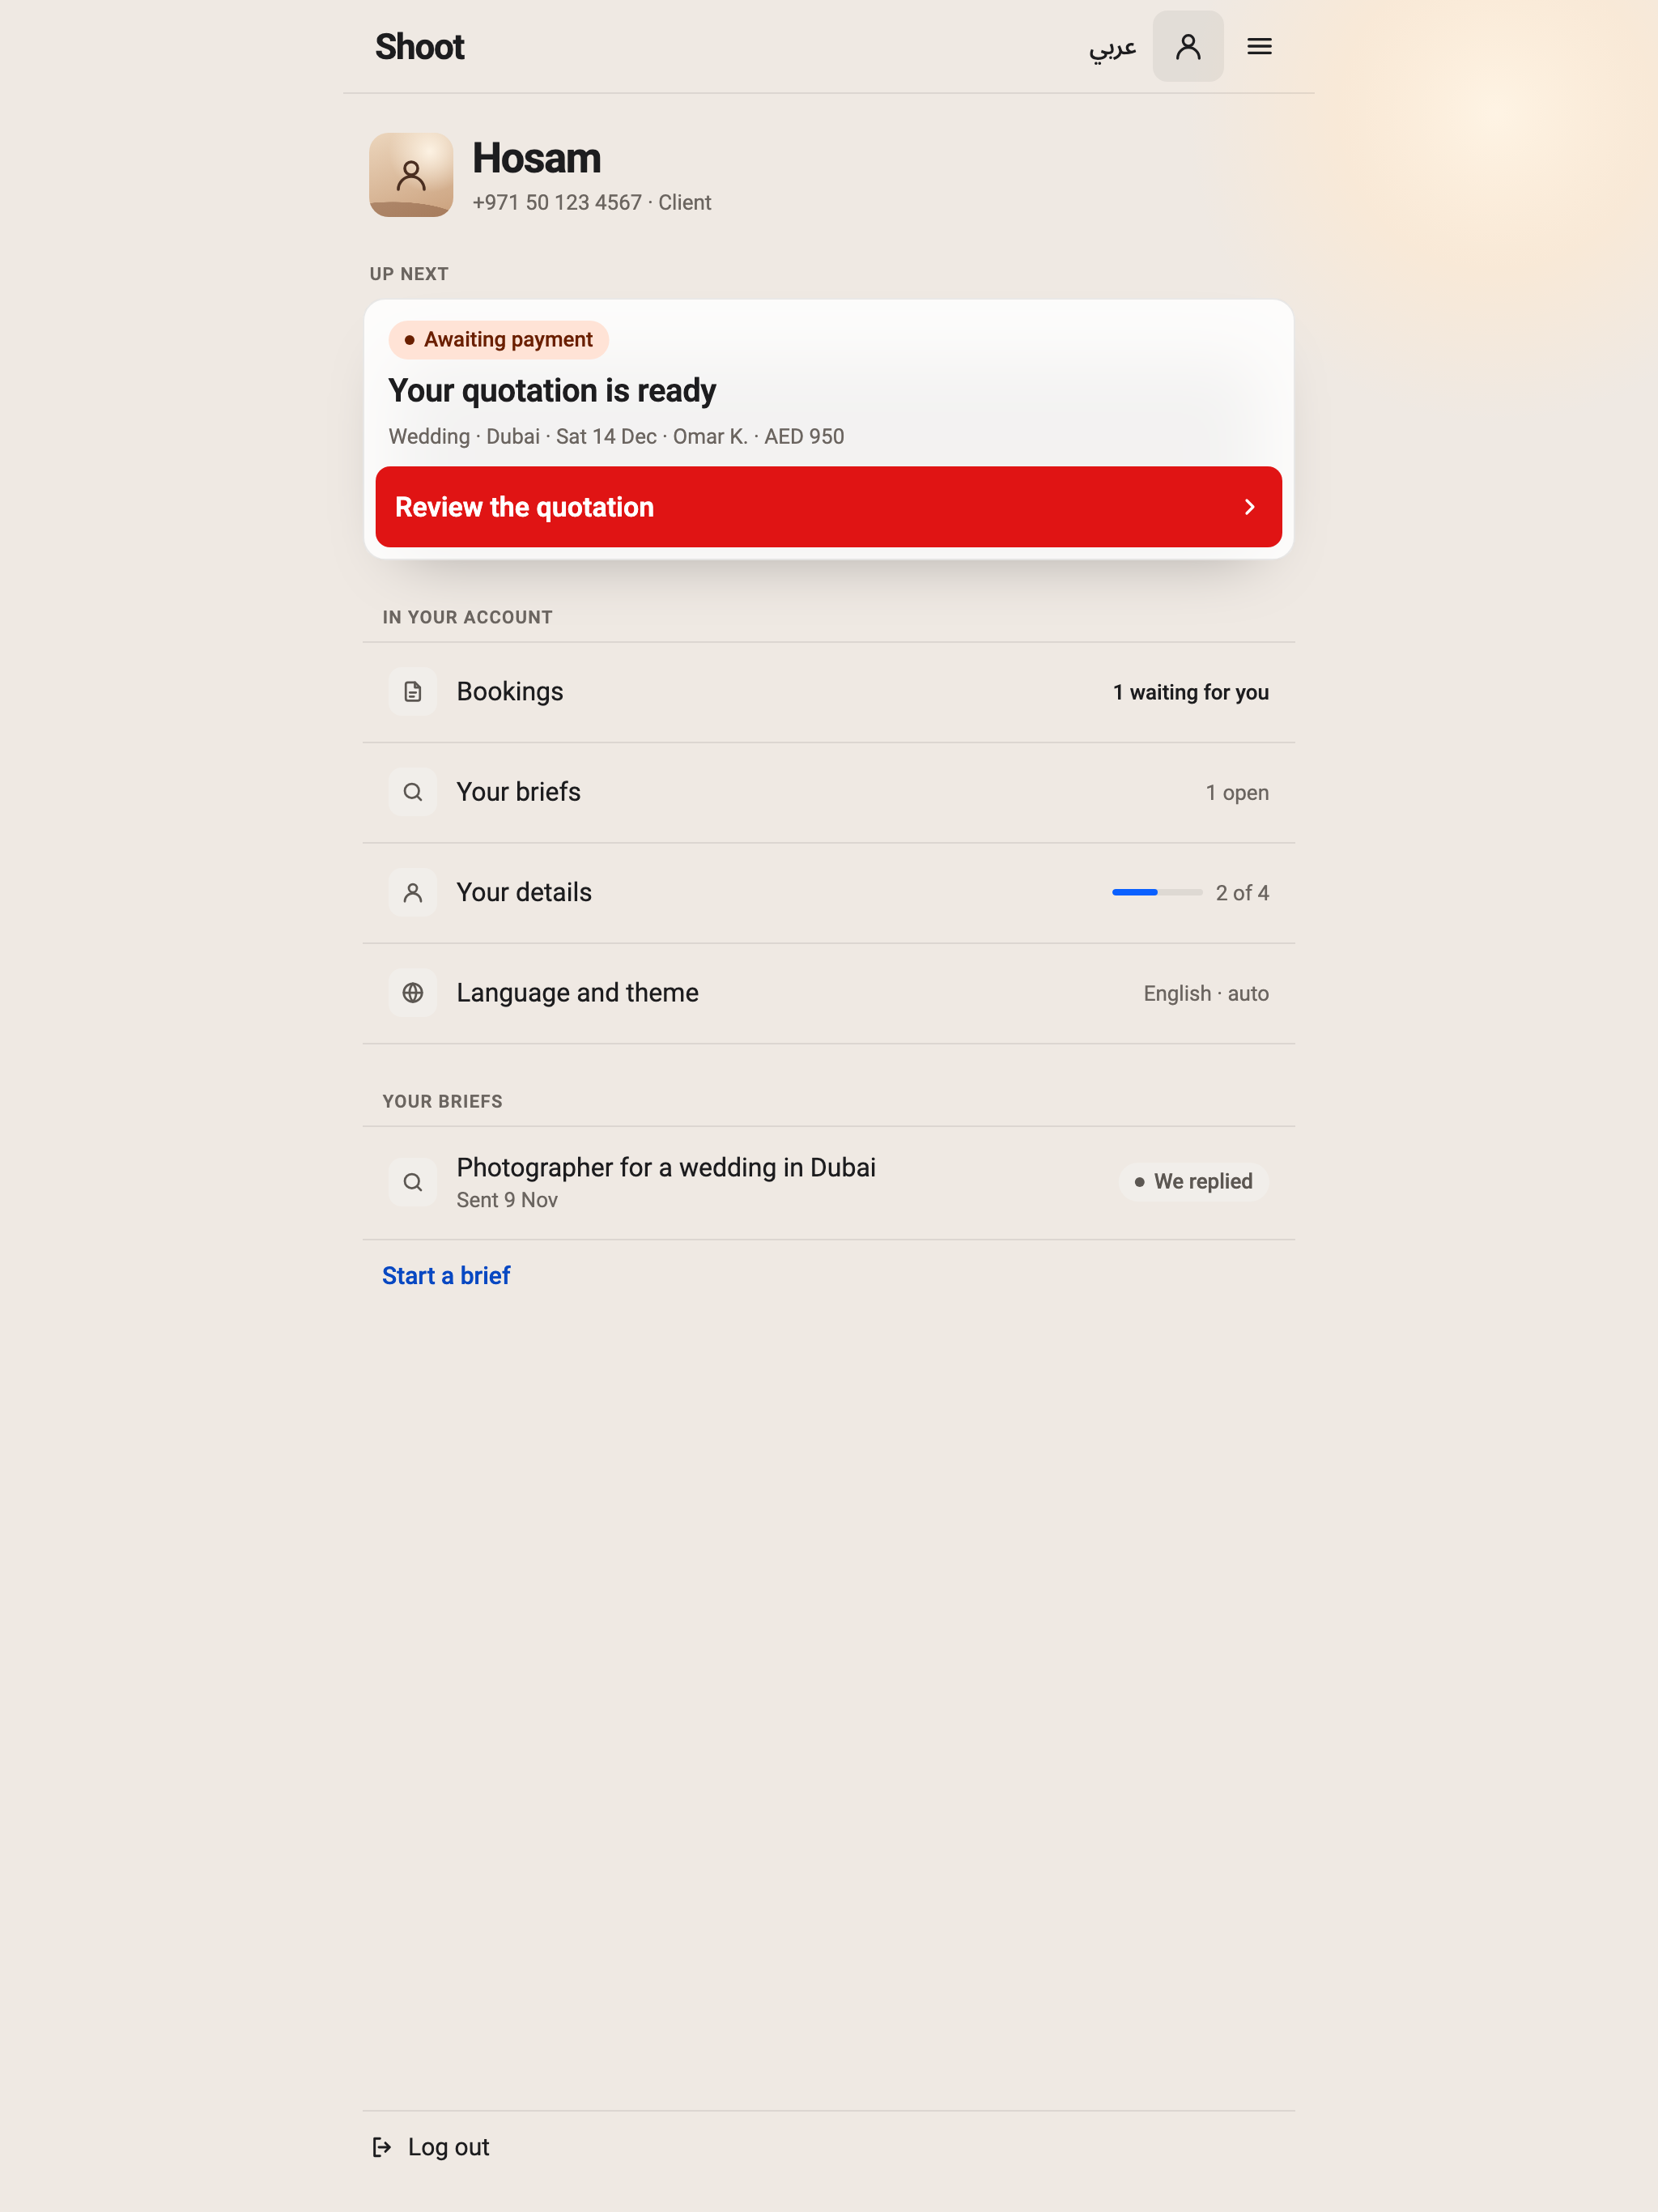 Shoot
عربي
Hosam
+971 50 123 4567 · Client
UP NEXT
Awaiting payment
Your quotation is ready
Wedding · Dubai · Sat 14 Dec · Omar K. · AED 950
Review the quotation
IN YOUR ACCOUNT
Bookings
1 waiting for you
Your briefs
1 open
Your details
2 of 4
Language and theme
English · auto
YOUR BRIEFS
Photographer for a wedding in Dubai
Sent 9 Nov
We replied
Start a brief
Log out